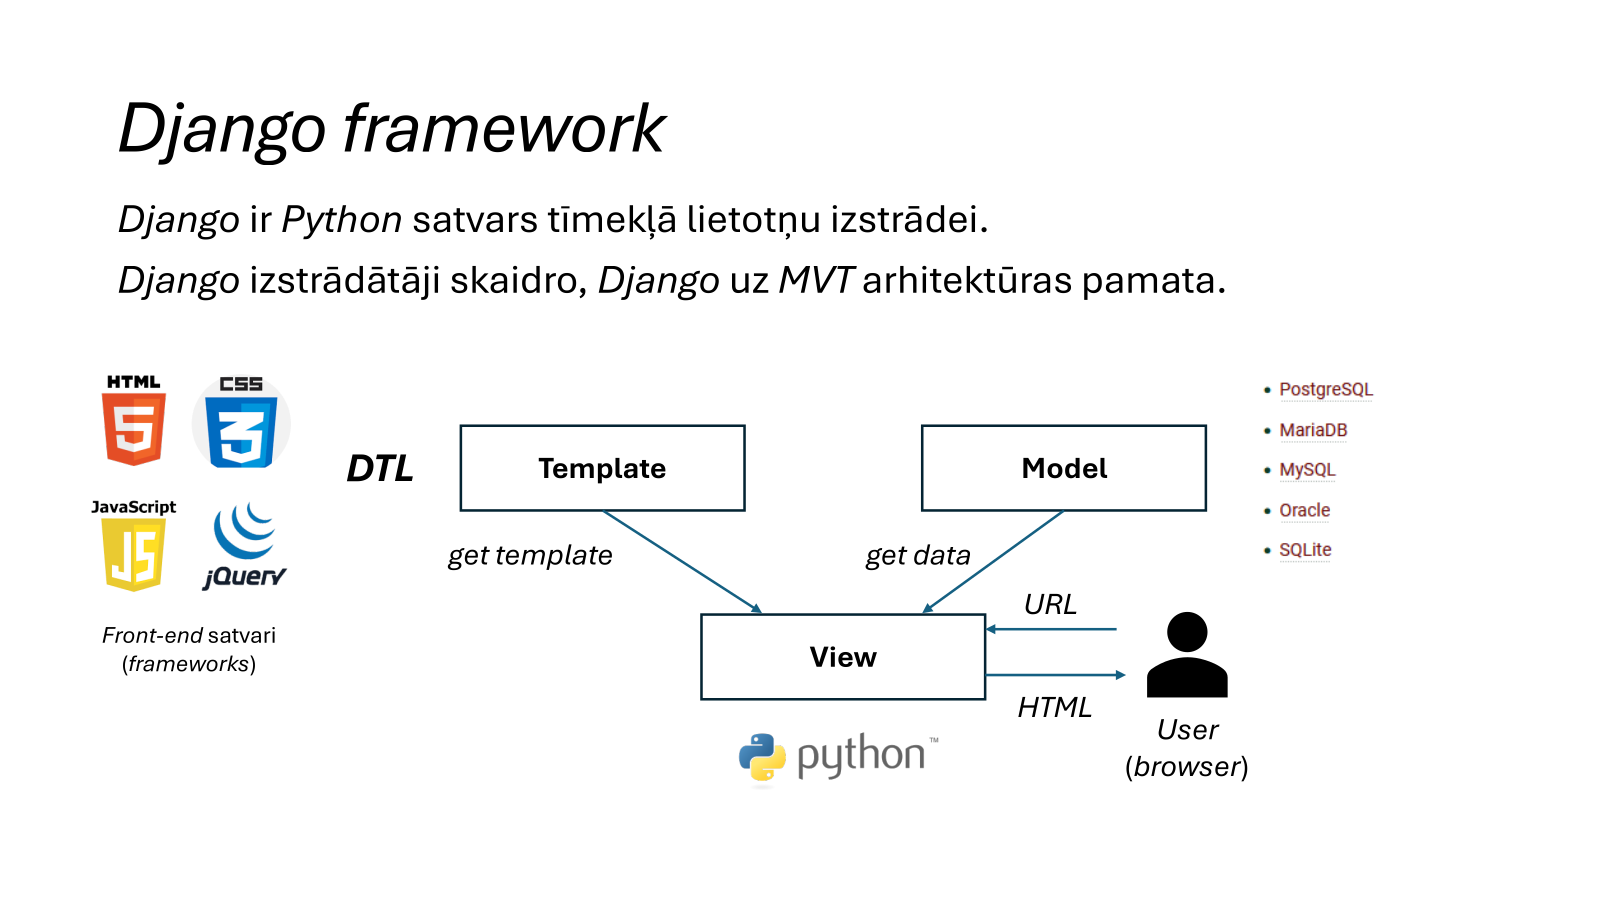 Django framework
Django ir Python satvars tīmekļā lietotņu izstrādei.
Django izstrādātāji skaidro, Django uz MVT arhitektūras pamata.
HTML
5
CSS
3
JavaScript
JS
jQuery
Front-end satvari
(frameworks)
DTL
Template
Model
get template
get data
View
URL
HTML
python™
User
(browser)
• PostgreSQL
• MariaDB
• MySQL
• Oracle
• SQLite